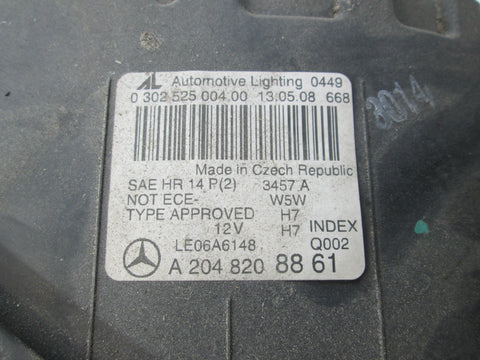 AL Automotive Lighting 0449
0 302 525 004.00 13.05.08 668
3014
Made in Czech Republic
SAE HR 14 P(2) 3457 A
NOT ECE- W5W
TYPE APPROVED H7
12V H7 INDEX
LE06A6148 Q002
A 204 820 88 61